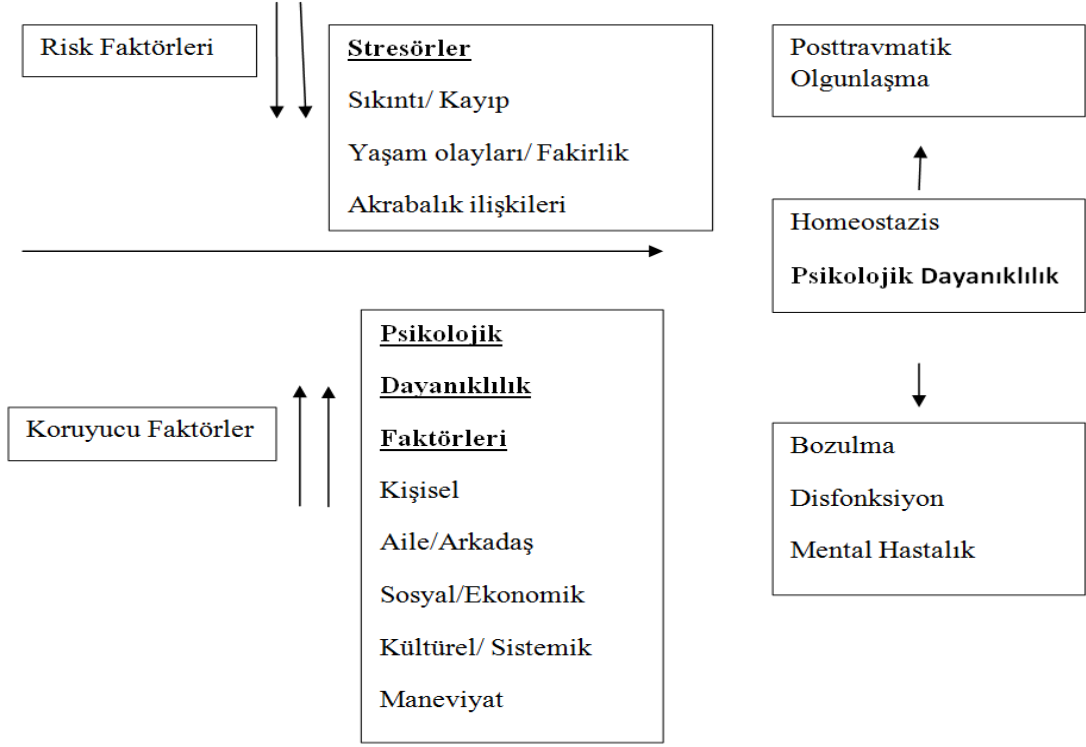 Risk Faktörleri
Stresörler
Sıkıntı/ Kayıp
Yaşam olayları/ Fakirlik
Akrabalık ilişkileri
Posttravmatik
Olgunlaşma
Homeostazis
Psikolojik Dayanıklılık
Koruyucu Faktörler
Psikolojik
Dayanıklılık
Faktörleri
Kişisel
Aile/Arkadaş
Sosyal/Ekonomik
Kültürel/ Sistemik
Maneviyat
Bozulma
Disfonksiyon
Mental Hastalık